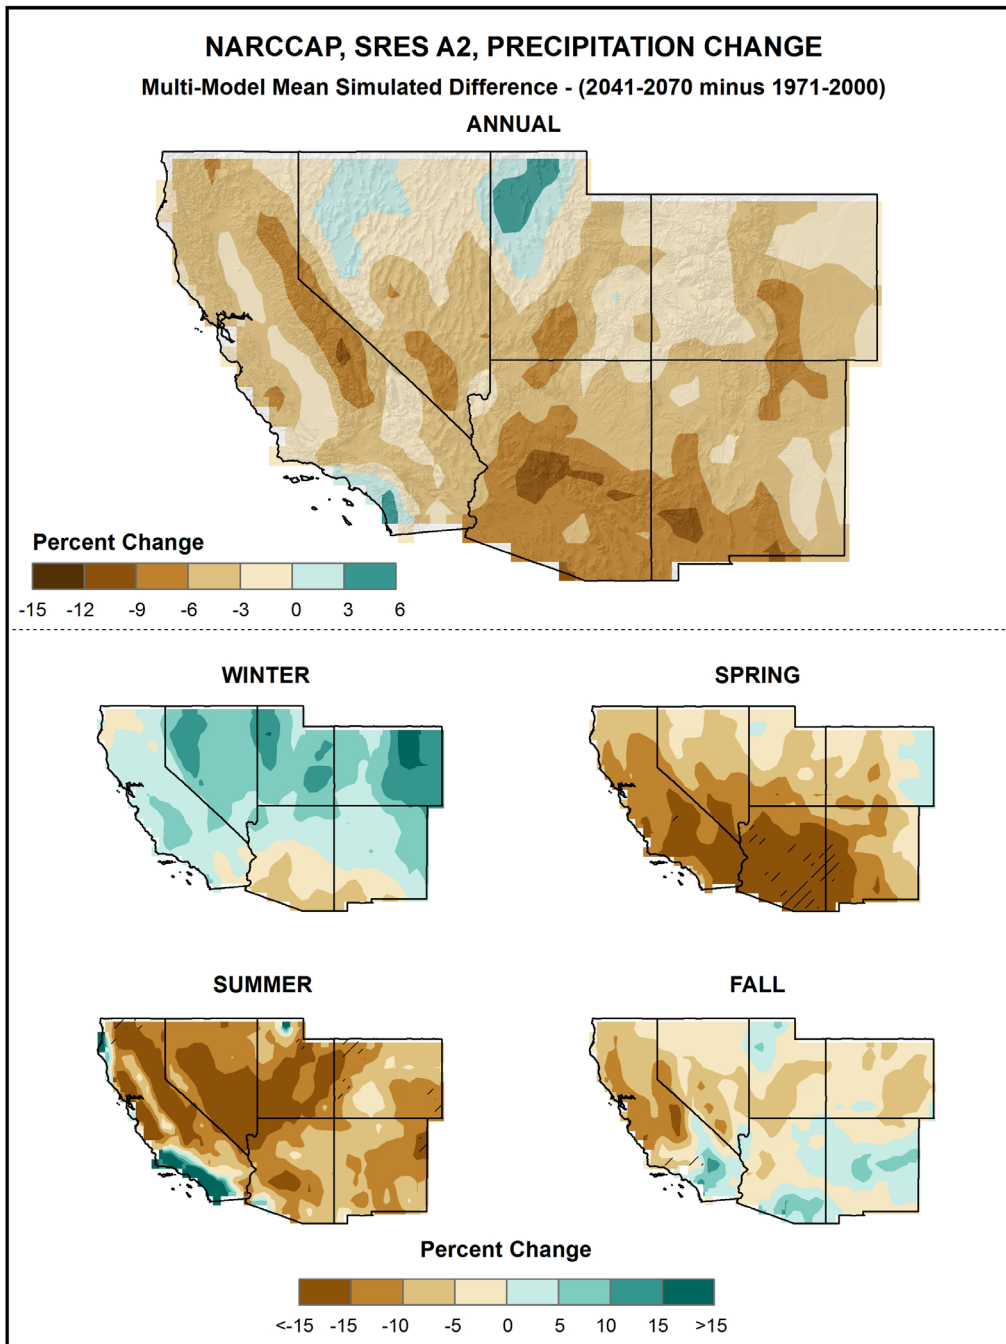 NARCCAP, SRES A2, PRECIPITATION CHANGE
Multi-Model Mean Simulated Difference - (2041-2070 minus 1971-2000)
ANNUAL
Percent Change
-15 -12 -9 -6 -3 0 3 6
WINTER SPRING
SUMMER FALL
Percent Change
<-15 -15 -10 -5 0 5 10 15 >15